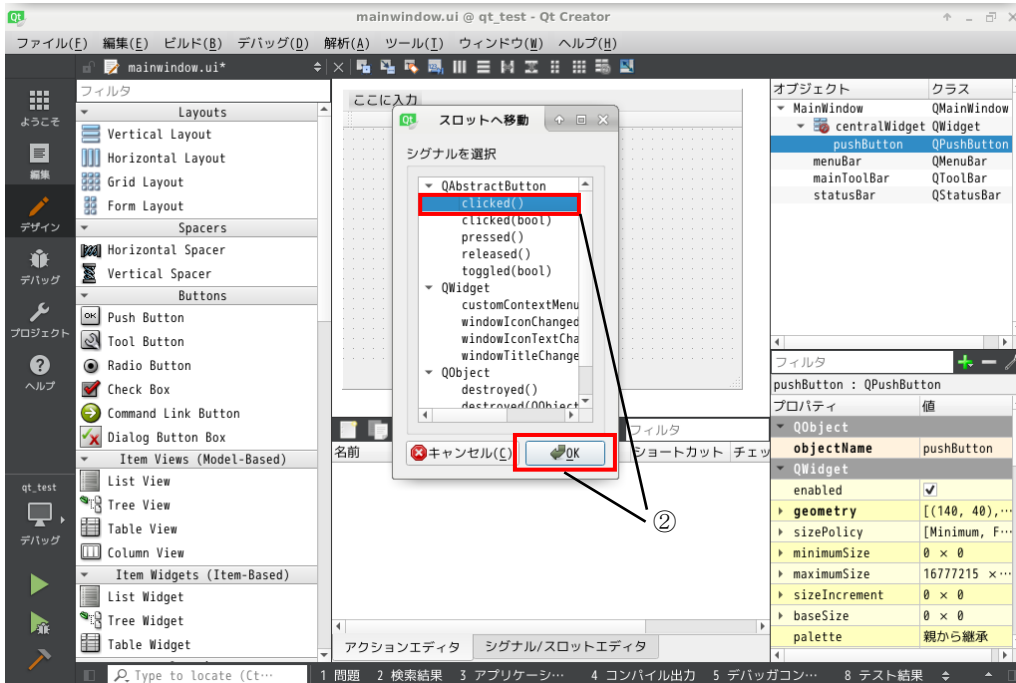 mainwindow.ui @ qt_test - Qt Creator
ファイル(F) 編集(E) ビルド(B) デバッグ(D) 解析(A) ツール(T) ウィンドウ(W) ヘルプ(H)
mainwindow.ui*
ようこそ
編集
デザイン
デバッグ
プロジェクト
ヘルプ
qt_test
デバッグ
フィルタ
Layouts
Vertical Layout
Horizontal Layout
Grid Layout
Form Layout
Spacers
Horizontal Spacer
Vertical Spacer
Buttons
Push Button
Tool Button
Radio Button
Check Box
Command Link Button
Dialog Button Box
Item Views (Model-Based)
List View
Tree View
Table View
Column View
Item Widgets (Item-Based)
List Widget
Tree Widget
Table Widget
ここに入力
スロットへ移動
シグナルを選択
QAbstractButton
clicked()
clicked(bool)
pressed()
released()
toggled(bool)
QWidget
customContextMenu
windowIconChanged
windowIconTextCha
windowTitleChange
QObject
destroyed()
destroyed(QObject
キャンセル(C)
OK
②
フィルタ
名前
ショートカット チェッ
アクションエディタ シグナル/スロットエディタ
オブジェクト クラス
MainWindow QMainWindow
centralWidget QWidget
pushButton QPushButton
menuBar QMenuBar
mainToolBar QToolBar
statusBar QStatusBar
フィルタ
pushButton : QPushButton
プロパティ 値
QObject
objectName pushButton
QWidget
enabled
geometry [(140, 40),…
sizePolicy [Minimum, F…
minimumSize 0 × 0
maximumSize 16777215 ×…
sizeIncrement 0 × 0
baseSize 0 × 0
palette 親から継承
Type to locate (Ct…
1 問題 2 検索結果 3 アプリケーシ… 4 コンパイル出力 5 デバッガコン… 8 テスト結果